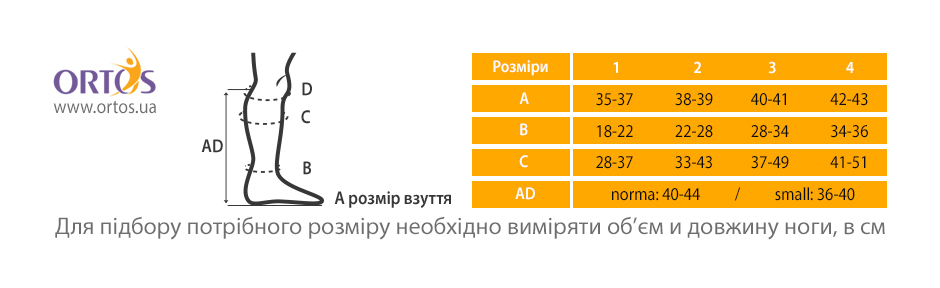 ORTOS
www.ortos.ua
D
C
AD
B
А розмір взуття
Розміри 1 2 3 4
A 35-37 38-39 40-41 42-43
B 18-22 22-28 28-34 34-36
C 28-37 33-43 37-49 41-51
AD norma: 40-44 / small: 36-40
Для підбору потрібного розміру необхідно виміряти об’єм и довжину ноги, в см